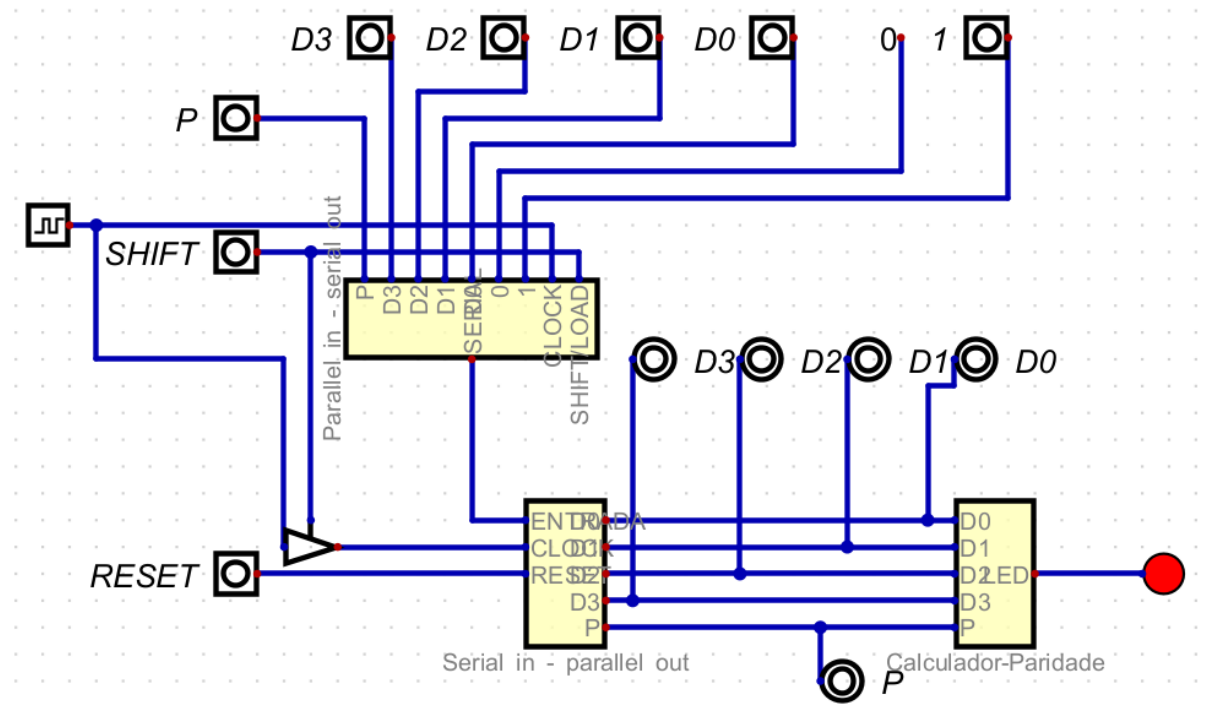 D3
D2
D1
D0
0
1
P
SHIFT
Parallel in - serial out
P
D3
D2
D1
D0
0
1
CLOCK
SHIFT/LOAD
SERIAL
D3
D2
D1
D0
RESET
ENTRADA
CLOCK
RESET
D0
D1
D2
D3
P
Serial in - parallel out
D0
D1
D2
D3
P
LED
Calculador-Paridade
P